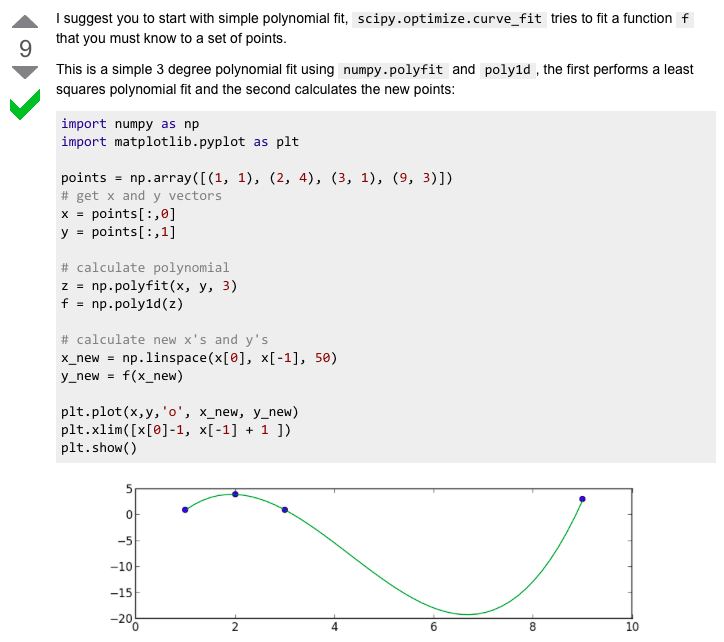 I suggest you to start with simple polynomial fit, scipy.optimize.curve_fit tries to fit a function f
that you must know to a set of points.
9
This is a simple 3 degree polynomial fit using numpy.polyfit and poly1d, the first performs a least
squares polynomial fit and the second calculates the new points:
import numpy as np
import matplotlib.pyplot as plt
points = np.array([(1, 1), (2, 4), (3, 1), (9, 3)])
# get x and y vectors
x = points[:,0]
y = points[:,1]
# calculate polynomial
z = np.polyfit(x, y, 3)
f = np.poly1d(z)
# calculate new x's and y's
x_new = np.linspace(x[0], x[-1], 50)
y_new = f(x_new)
plt.plot(x,y,'o', x_new, y_new)
plt.xlim([x[0]-1, x[-1] + 1 ])
plt.show()
5
0
−5
−10
−15
−20
0 2 4 6 8 10